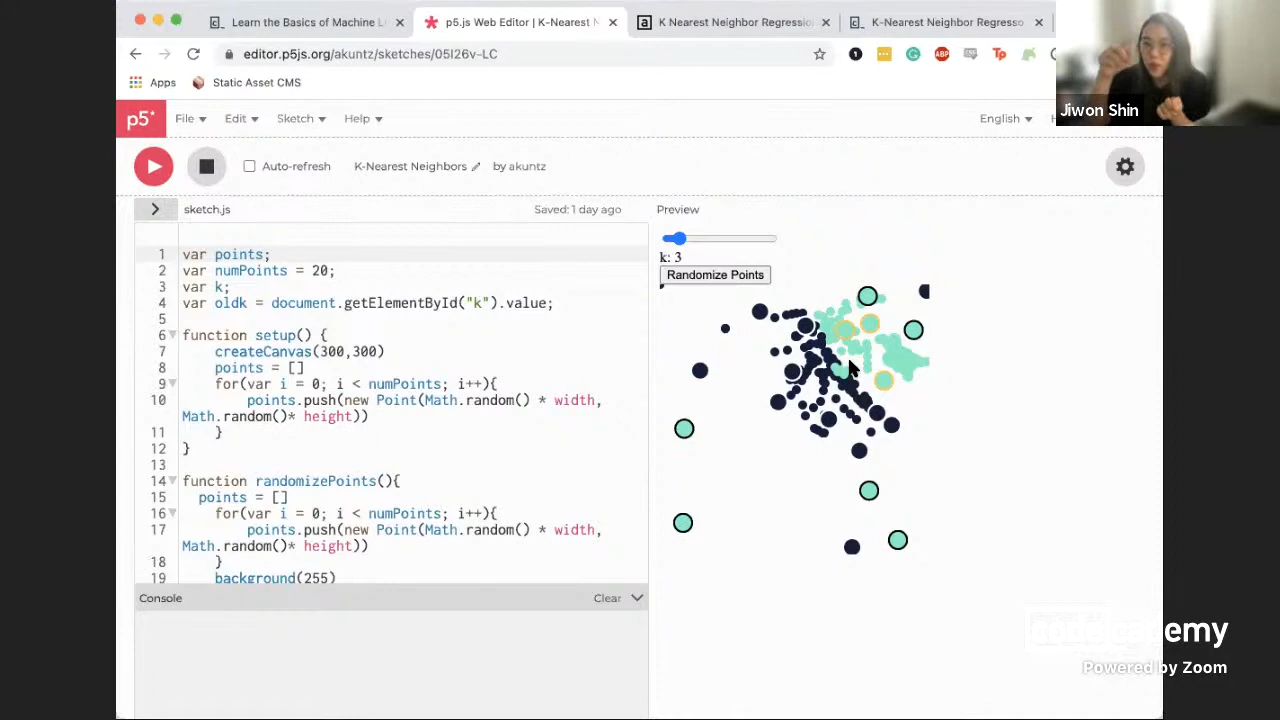 Learn the Basics of Machine L
p5.js Web Editor | K-Nearest N
K Nearest Neighbor Regressio
K-Nearest Neighbor Regresso
editor.p5js.org/akuntz/sketches/05I26v-LC
Apps
Static Asset CMS
Jiwon Shin
p5*
File
Edit
Sketch
Help
English
Auto-refresh
K-Nearest Neighbors
by akuntz
sketch.js
Saved: 1 day ago
Preview
1 var points;
2 var numPoints = 20;
3 var k;
4 var oldk = document.getElementById("k").value;
5
6 function setup() {
7 createCanvas(300,300)
8 points = []
9 for(var i = 0; i < numPoints; i++){
10 points.push(new Point(Math.random() * width,
Math.random()* height))
11 }
12 }
13
14 function randomizePoints(){
15 points = []
16 for(var i = 0; i < numPoints; i++){
17 points.push(new Point(Math.random() * width,
Math.random()* height))
18 }
19 background(255)
k: 3
Randomize Points
Console
Clear
codecademy
Powered by Zoom